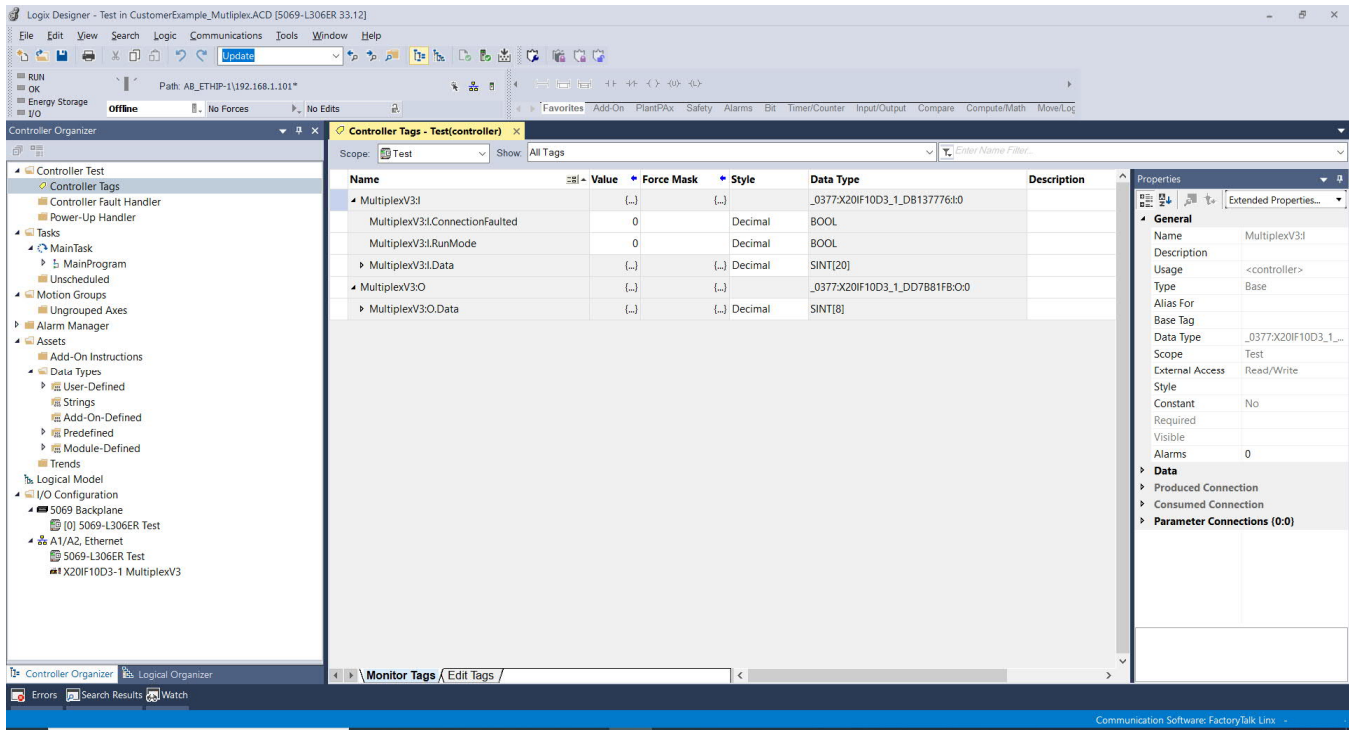 Logix Designer - Test in CustomerExample_Mutliplex.ACD [5069-L306ER 33.12]
File Edit View Search Logic Communications Tools Window Help
Update
RUN
OK
Energy Storage
I/O
Path: AB_ETHIP-1\192.168.1.101*
Offline No Forces No Edits
Favorites Add-On PlantPAx Safety Alarms Bit Timer/Counter Input/Output Compare Compute/Math Move/Log
Controller Organizer
Controller Test
Controller Tags
Controller Fault Handler
Power-Up Handler
Tasks
MainTask
MainProgram
Unscheduled
Motion Groups
Ungrouped Axes
Alarm Manager
Assets
Add-On Instructions
Data Types
User-Defined
Strings
Add-On-Defined
Predefined
Module-Defined
Trends
Logical Model
I/O Configuration
5069 Backplane
[0] 5069-L306ER Test
A1/A2, Ethernet
5069-L306ER Test
X20IF10D3-1 MultiplexV3
Controller Organizer Logical Organizer
Controller Tags - Test(controller)
Scope: Test Show: All Tags Enter Name Filter...
Name Value Force Mask Style Data Type Description
MultiplexV3:I {...} {...} _0377:X20IF10D3_1_DB137776:I:0
MultiplexV3:I.ConnectionFaulted 0 Decimal BOOL
MultiplexV3:I.RunMode 0 Decimal BOOL
MultiplexV3:I.Data {...} {...} Decimal SINT[20]
MultiplexV3:O {...} {...} _0377:X20IF10D3_1_DD7B81FB:O:0
MultiplexV3:O.Data {...} {...} Decimal SINT[8]
Monitor Tags Edit Tags
Properties
Extended Properties...
General
Name MultiplexV3:I
Description
Usage <controller>
Type Base
Alias For
Base Tag
Data Type _0377:X20IF10D3_1_...
Scope Test
External Access Read/Write
Style
Constant No
Required
Visible
Alarms 0
Data
Produced Connection
Consumed Connection
Parameter Connections {0:0}
Errors Search Results Watch
Communication Software: FactoryTalk Linx -